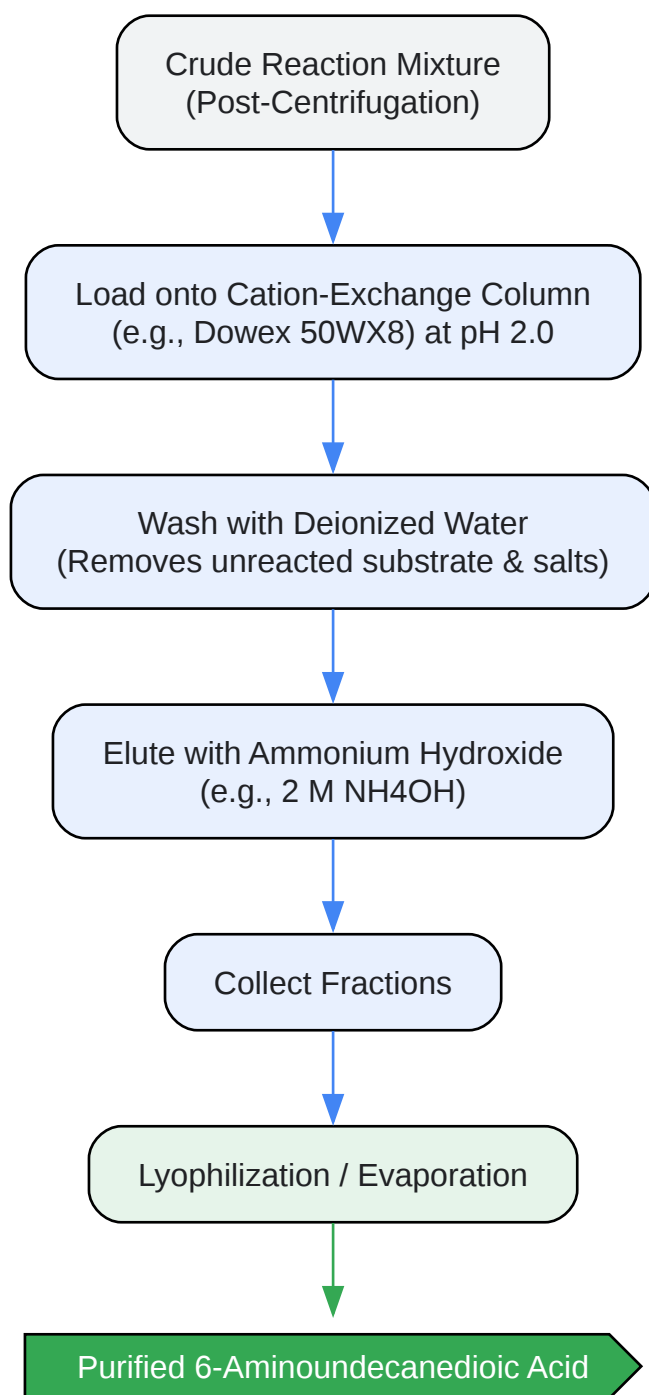 Crude Reaction Mixture
(Post-Centrifugation)
Load onto Cation-Exchange Column
(e.g., Dowex 50WX8) at pH 2.0
Wash with Deionized Water
(Removes unreacted substrate & salts)
Elute with Ammonium Hydroxide
(e.g., 2 M NH4OH)
Collect Fractions
Lyophilization / Evaporation
Purified 6-Aminoundecanedioic Acid